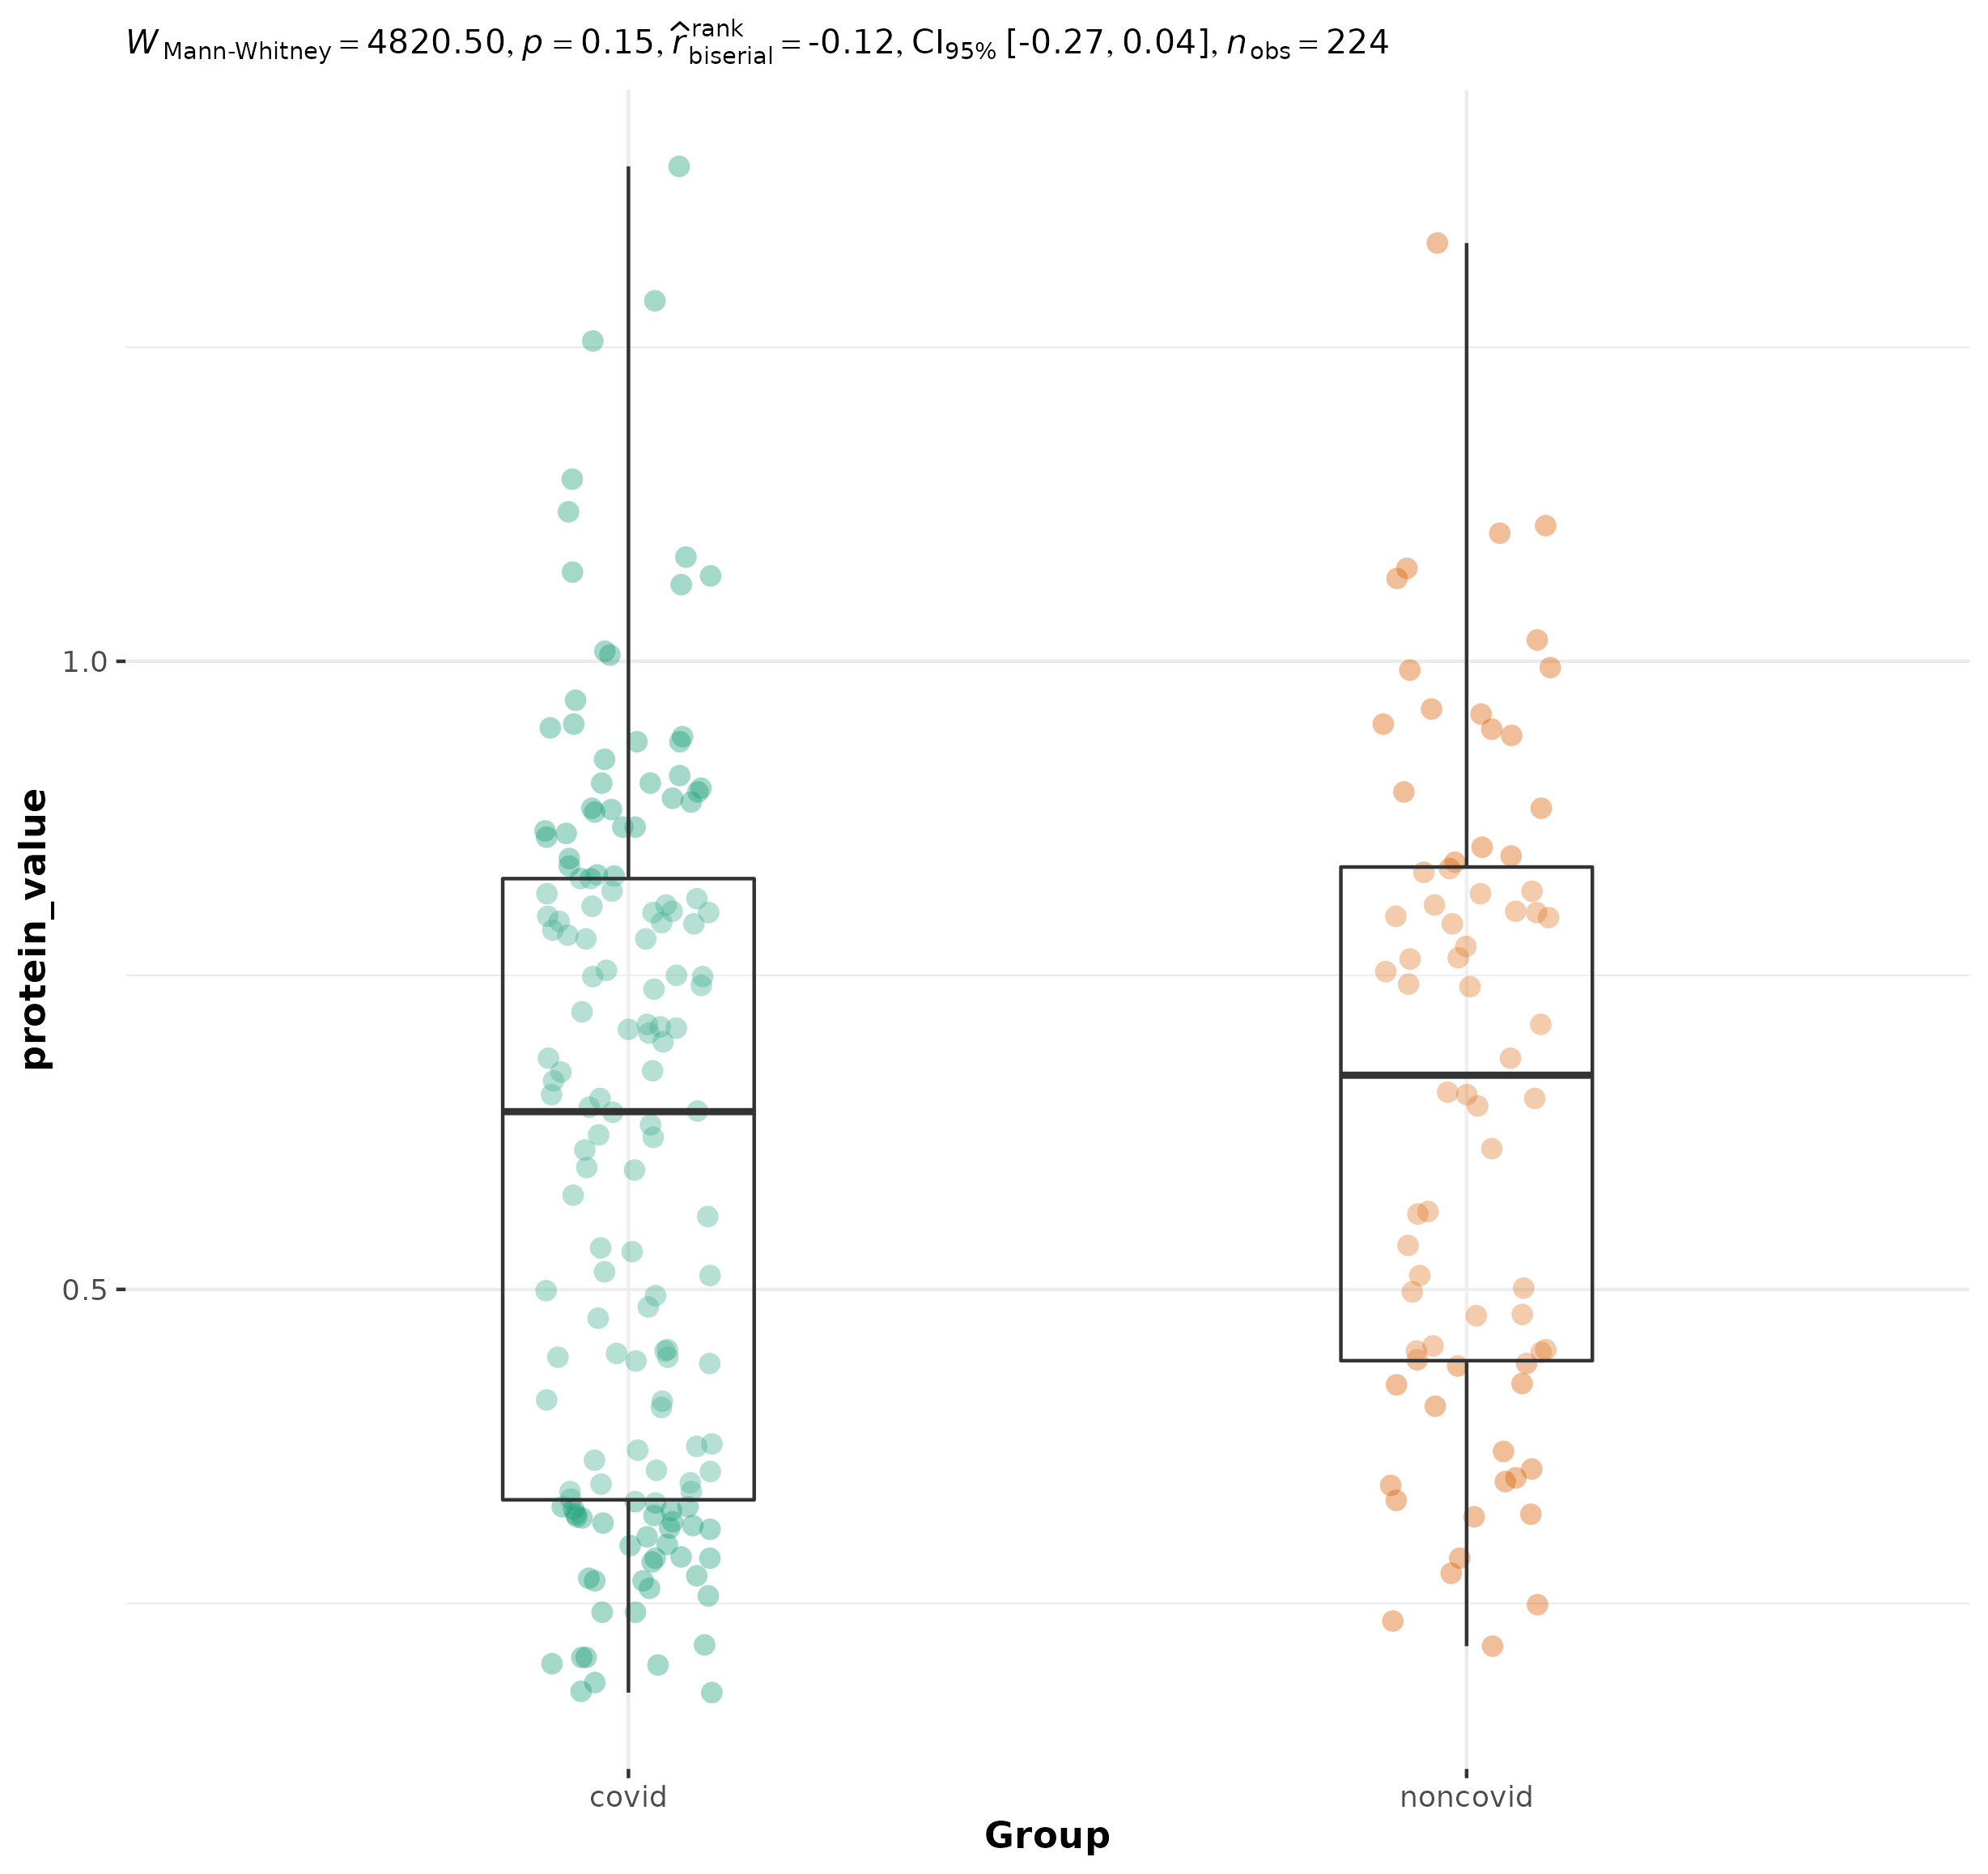 W Mann-Whitney = 4820.50, p = 0.15, r̂ rank biserial = -0.12, CI95% [-0.27, 0.04], nobs = 224
1.0
0.5
protein_value
covid
noncovid
Group